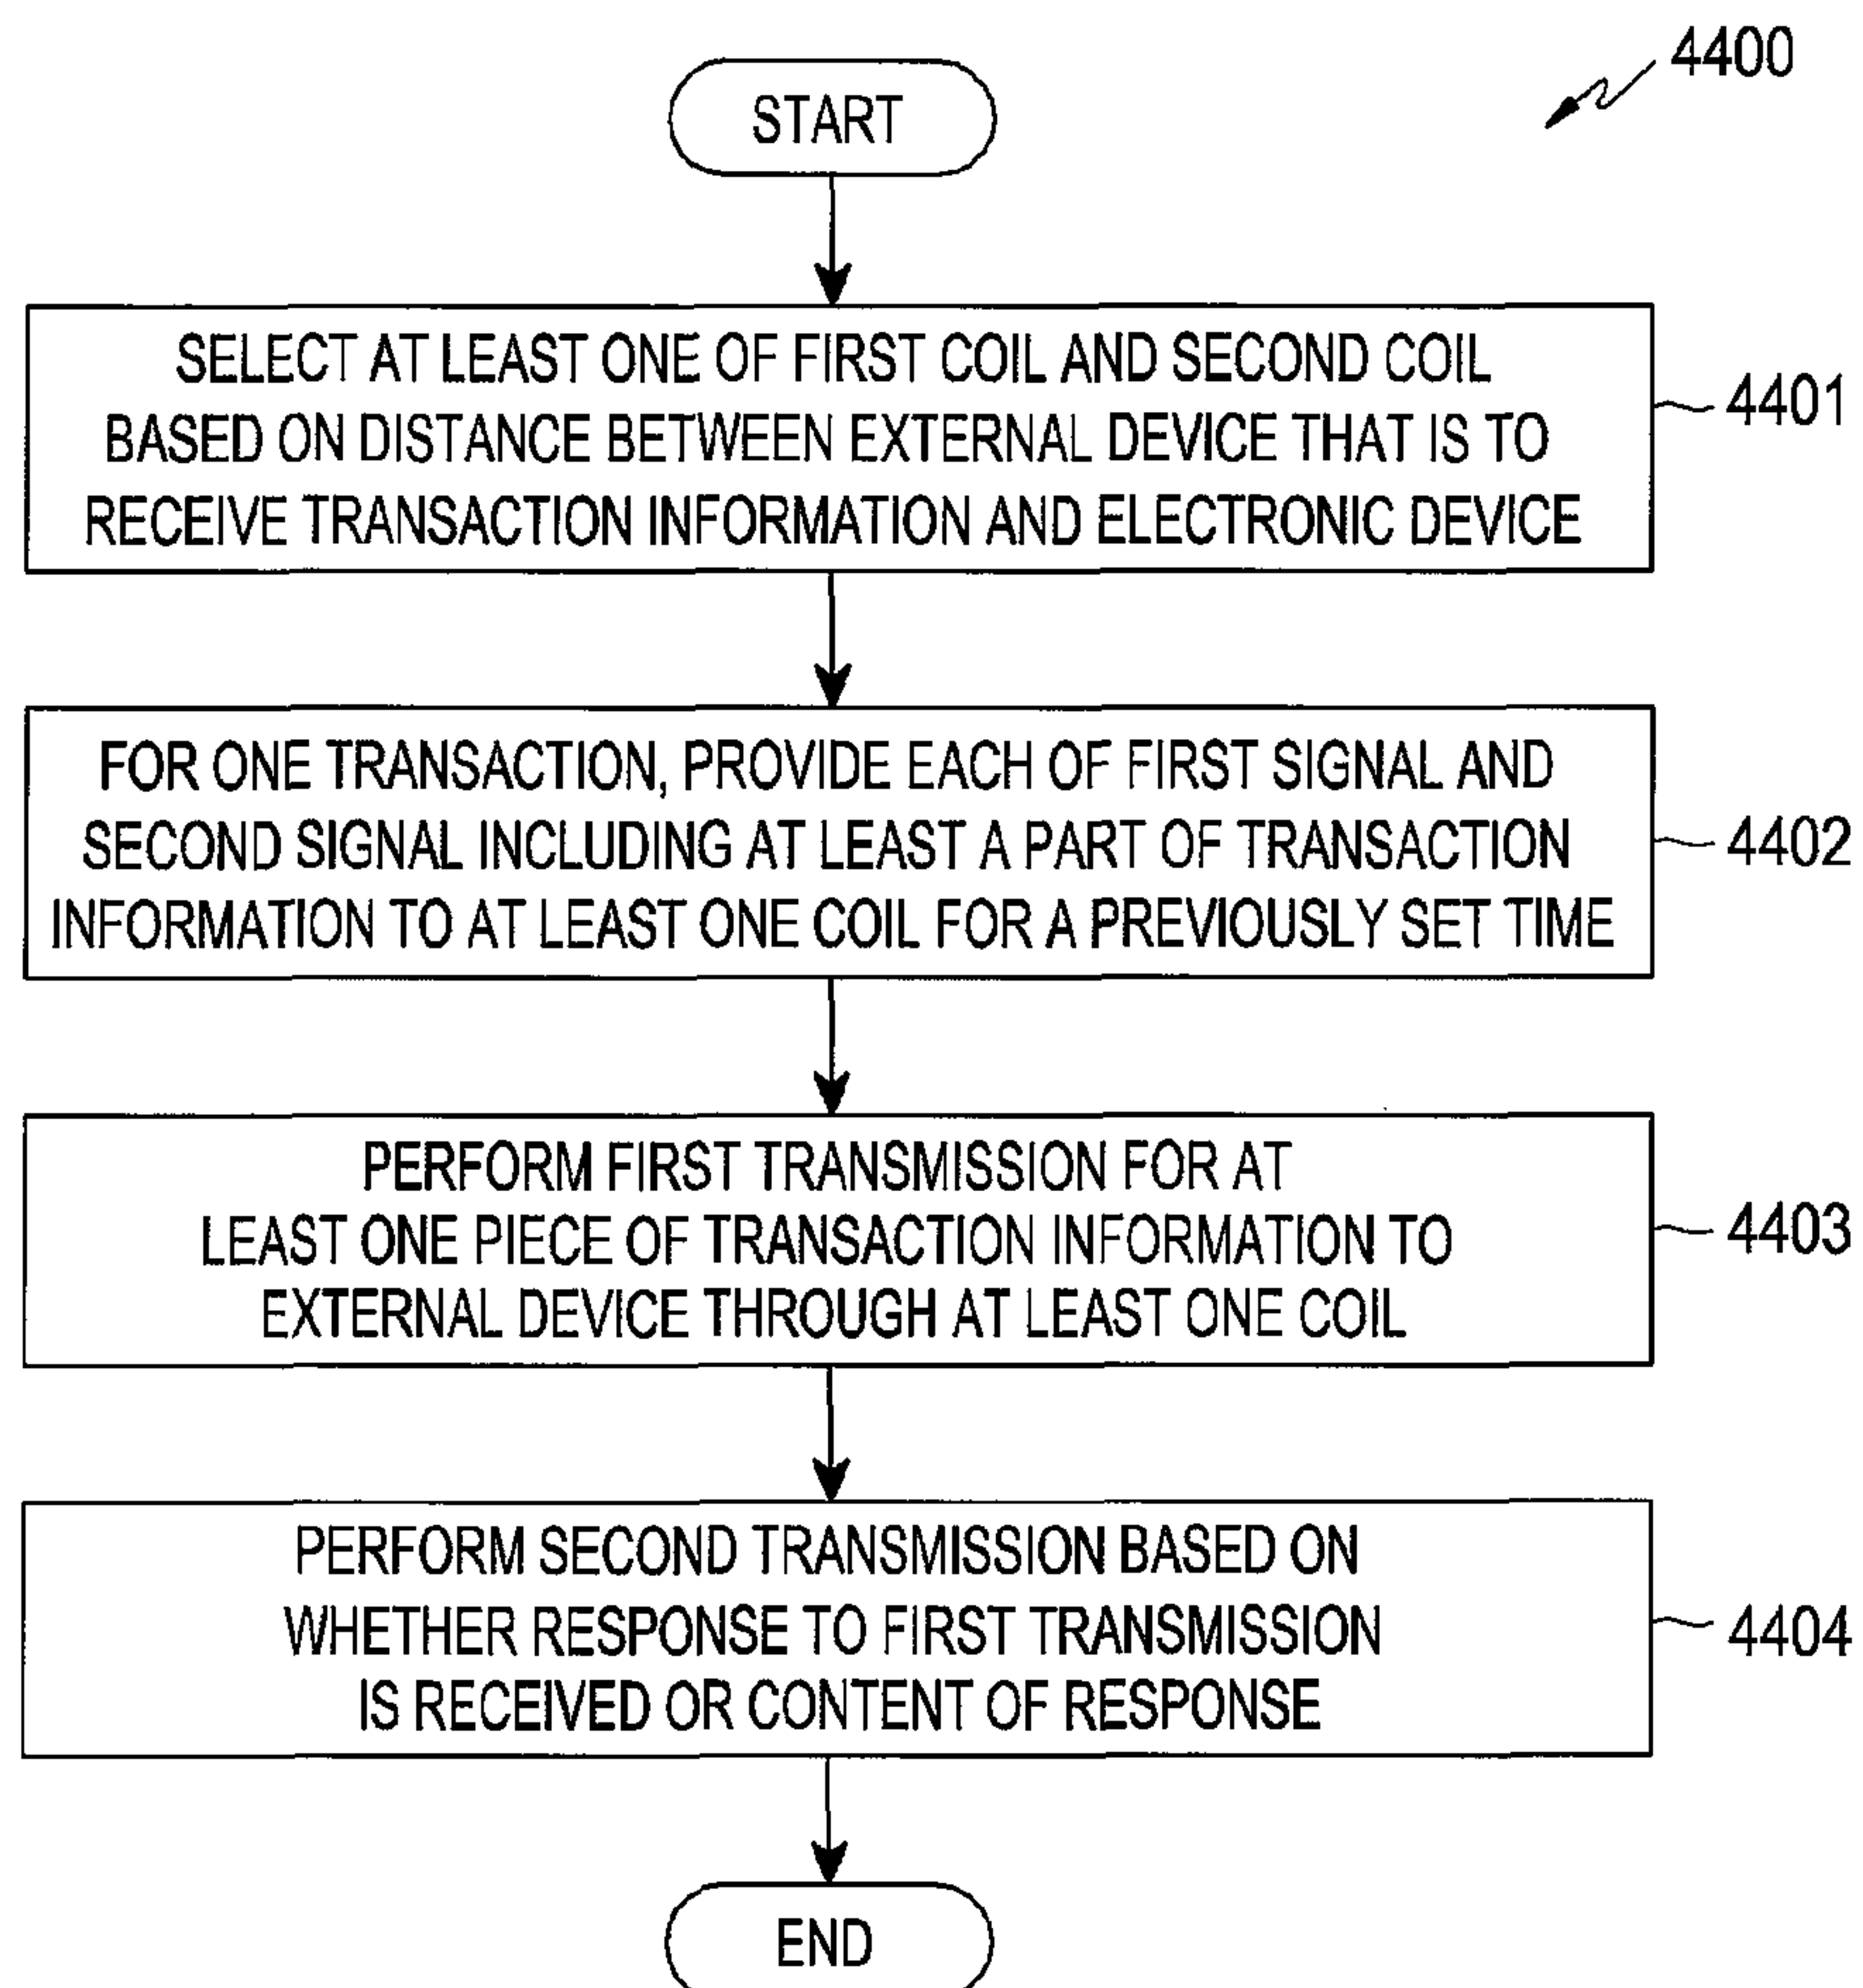 4400
START
SELECT AT LEAST ONE OF FIRST COIL AND SECOND COIL
BASED ON DISTANCE BETWEEN EXTERNAL DEVICE THAT IS TO
RECEIVE TRANSACTION INFORMATION AND ELECTRONIC DEVICE
4401
FOR ONE TRANSACTION, PROVIDE EACH OF FIRST SIGNAL AND
SECOND SIGNAL INCLUDING AT LEAST A PART OF TRANSACTION
INFORMATION TO AT LEAST ONE COIL FOR A PREVIOUSLY SET TIME
4402
PERFORM FIRST TRANSMISSION FOR AT
LEAST ONE PIECE OF TRANSACTION INFORMATION TO
EXTERNAL DEVICE THROUGH AT LEAST ONE COIL
4403
PERFORM SECOND TRANSMISSION BASED ON
WHETHER RESPONSE TO FIRST TRANSMISSION
IS RECEIVED OR CONTENT OF RESPONSE
4404
END